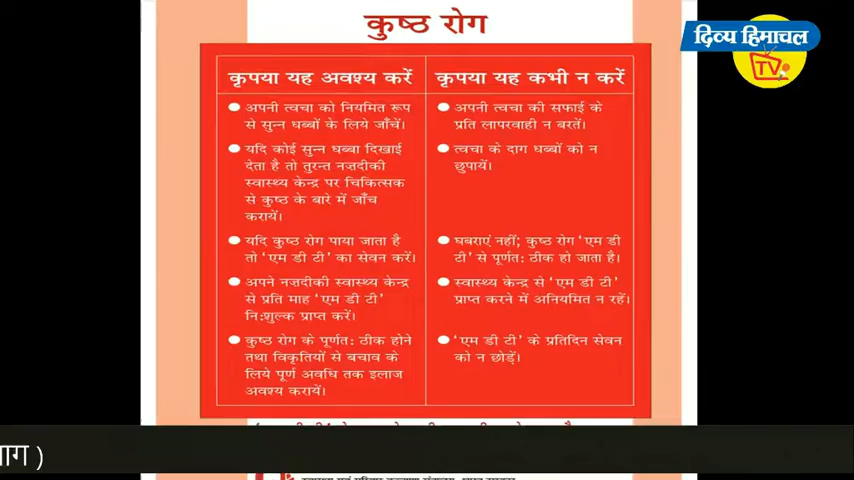 कुष्ठ रोग
दिव्य हिमाचल
TV
कृपया यह अवश्य करें
अपनी त्वचा को नियमित रूप
से सुन्न धब्बों के लिये जाँचें।
यदि कोई सुन्न धब्बा दिखाई
देता है तो तुरन्त नज़दीकी
स्वास्थ्य केन्द्र पर चिकित्सक
से कुष्ठ के बारे में जाँच
करायें।
यदि कुष्ठ रोग पाया जाता है
तो 'एम डी टी' का सेवन करें।
अपने नज़दीकी स्वास्थ्य केन्द्र
से प्रति माह 'एम डी टी'
निःशुल्क प्राप्त करें।
कुष्ठ रोग के पूर्णतः ठीक होने
तथा विकृतियों से बचाव के
लिये पूर्ण अवधि तक इलाज
अवश्य करायें।
कृपया यह कभी न करें
अपनी त्वचा की सफाई के
प्रति लापरवाही न बरतें।
त्वचा के दाग धब्बों को न
छुपायें।
घबराएं नहीं; कुष्ठ रोग 'एम डी
टी' से पूर्णतः ठीक हो जाता है।
स्वास्थ्य केन्द्र से 'एम डी टी'
प्राप्त करने में अनियमित न रहें।
'एम डी टी' के प्रतिदिन सेवन
को न छोड़ें।
ाग )